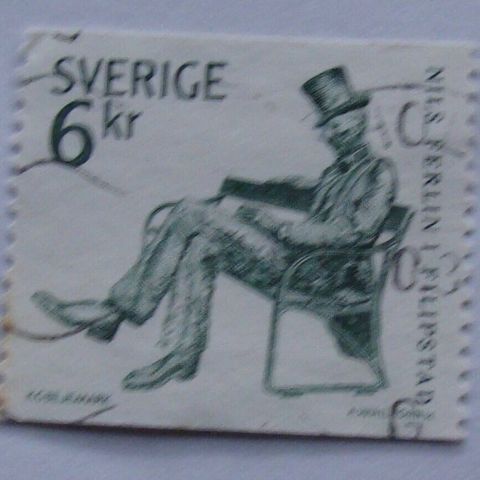 SVERIGE
6 kr
NILS FERLIN I FILIPSTAD